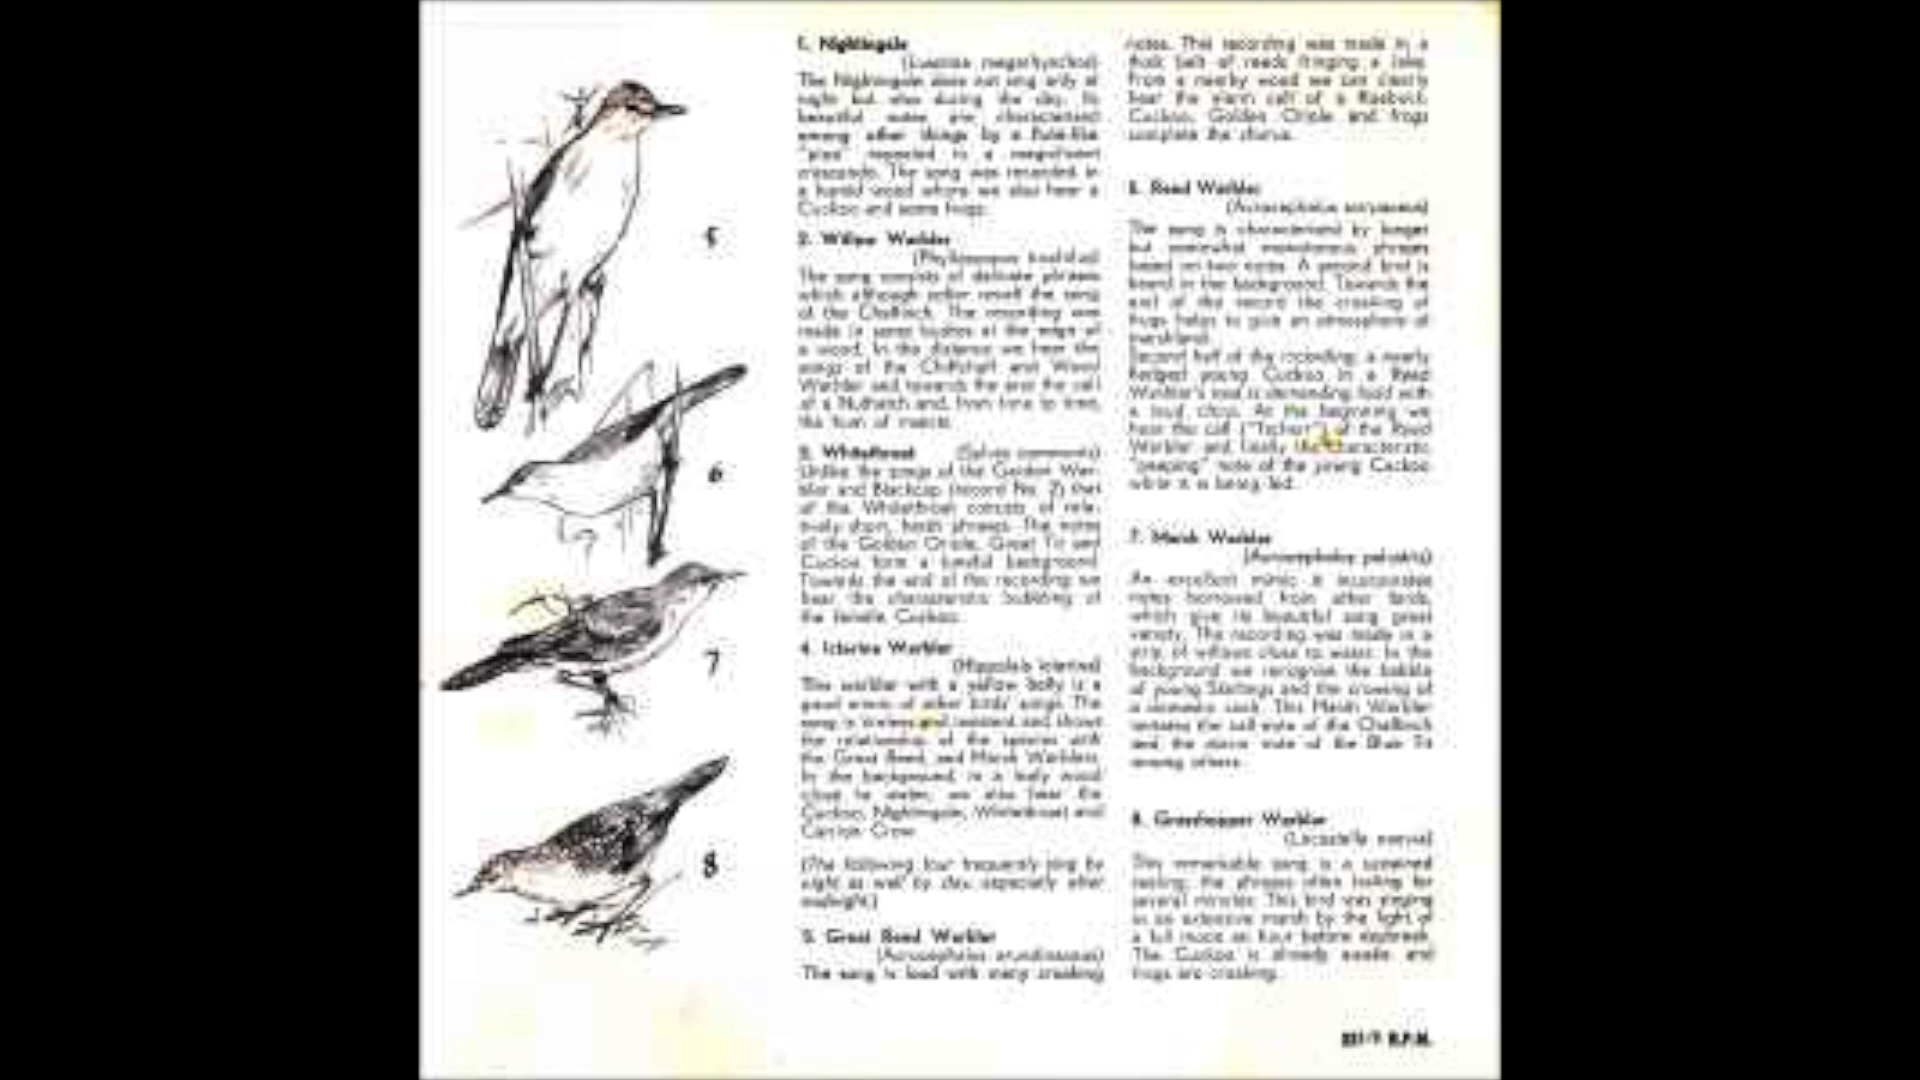 1. Nightingale
(Luscinia megarhynchos)
The Nightingale does not sing only at
night but also during the day. Its
beautiful notes are characterised
among other things by a flute-like
"piou" repeated in a magnificent
crescendo. The song was recorded in
a humid wood where we also hear a
Cuckoo and some frogs.
2. Willow Warbler
(Phylloscopus trochilus)
The song consists of delicate phrases
which although softer recall the song
of the Chaffinch. The recording was
made in some bushes at the edge of
a wood. In the distance we hear the
songs of the Chiffchaff and Wood
Warbler and towards the end the call
of a Nuthatch and, from time to time,
the hum of insects.
3. Whitethroat (Sylvia communis)
Unlike the songs of the Garden War-
bler and Blackcap (record No. 2) that
of the Whitethroat consists of rela-
tively short, harsh phrases. The notes
of the Golden Oriole, Great Tit and
Cuckoo form a tuneful background.
Towards the end of the recording we
hear the characteristic bubbling of
the female Cuckoo.
4. Icterine Warbler
(Hippolais icterina)
This warbler with a yellow belly is a
good mimic of other birds' songs. The
song is tireless and insistent and shows
the relationship of the species with
the Great Reed, and Marsh Warblers.
In the background, in a leafy wood
close to water, we also hear the
Cuckoo, Nightingale, Whitethroat and
Carrion Crow.
(The following four frequently sing by
night as well by day, especially after
midnight.)
5. Great Reed Warbler
(Acrocephalus arundinaceus)
The song is loud with many croaking
notes. This recording was made in a
thick belt of reeds fringing a lake.
From a nearby wood we can clearly
hear the alarm call of a Roebuck.
Cuckoo, Golden Oriole and frogs
complete the chorus.
6. Reed Warbler
(Acrocephalus scirpaceus)
The song is characterised by longer
but somewhat monotonous phrases
based on two notes. A second bird is
heard in the background. Towards the
end of the record the croaking of
frogs helps to give an atmosphere of
marshland.
Second half of the recording: a newly
fledged young Cuckoo in a Reed
Warbler's nest is demanding food with
a loud chirp. At the beginning we
hear the call ("Tscharr") of the Reed
Warbler and finally the characteristic
"peeping" note of the young Cuckoo
while it is being fed.
7. Marsh Warbler
(Acrocephalus palustris)
An excellent mimic it incorporates
notes borrowed from other birds,
which give its beautiful song great
variety. The recording was made in a
strip of willows close to water. In the
background we recognise the babble
of young Starlings and the crowing of
a domestic cock. This Marsh Warbler
imitates the call note of the Chaffinch
and the alarm note of the Blue Tit
among others.
8. Grasshopper Warbler
(Locustella naevia)
This remarkable song is a sustained
reeling, the phrases often lasting for
several minutes. This bird was singing
in an extensive marsh by the light of
a full moon an hour before daybreak.
The Cuckoo is already awake and
frogs are croaking.
5
6
7
8
33 1/3 R.P.M.